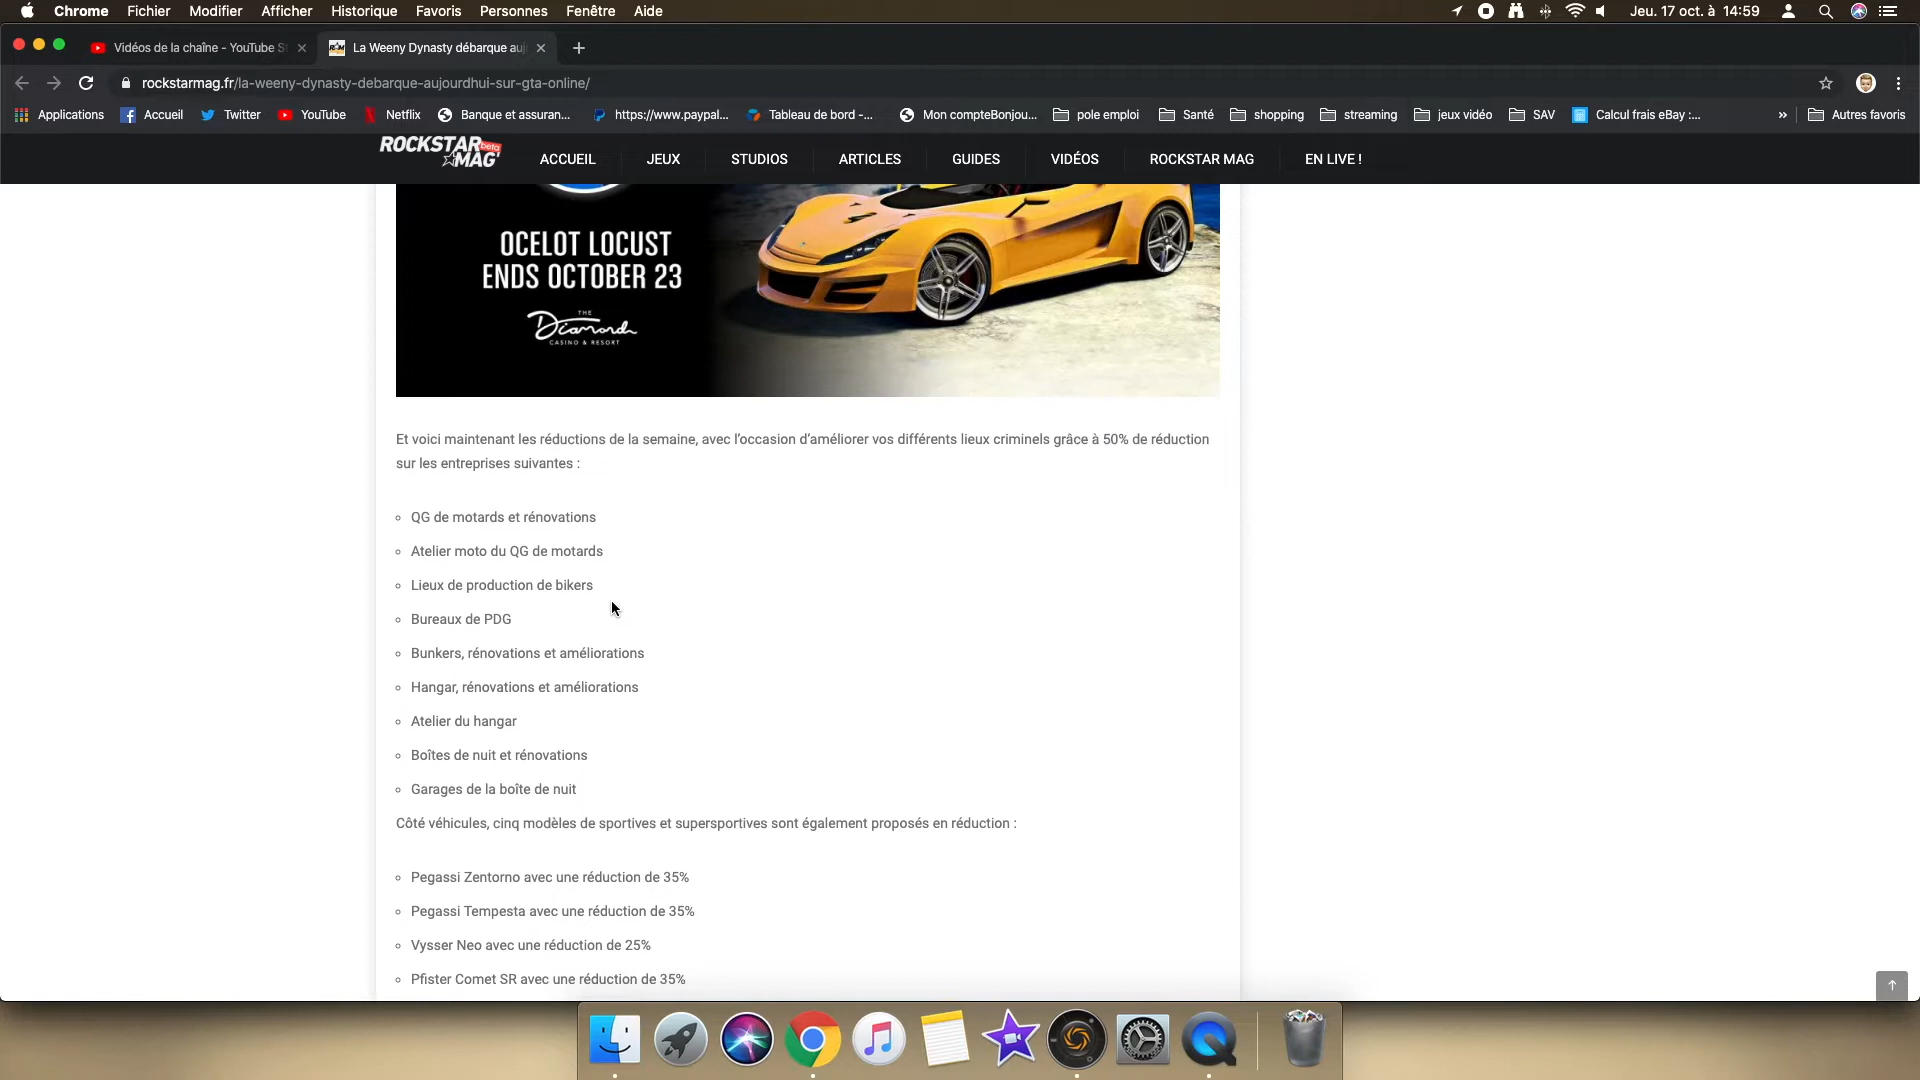 Chrome Fichier Modifier Afficher Historique Favoris Personnes Fenêtre Aide Jeu. 17 oct. à 14:59
Vidéos de la chaîne - YouTube S
La Weeny Dynasty débarque auj
rockstarmag.fr/la-weeny-dynasty-debarque-aujourdhui-sur-gta-online/
Applications Accueil Twitter YouTube Netflix Banque et assuran... https://www.paypal... Tableau de bord -... Mon compteBonjou... pole emploi Santé shopping streaming jeux vidéo SAV Calcul frais eBay :... » Autres favoris
ROCKSTAR beta
MAG'
ACCUEIL JEUX STUDIOS ARTICLES GUIDES VIDÉOS ROCKSTAR MAG EN LIVE !
OCELOT LOCUST
ENDS OCTOBER 23
THE
Diamond
CASINO & RESORT
Et voici maintenant les réductions de la semaine, avec l'occasion d'améliorer vos différents lieux criminels grâce à 50% de réduction
sur les entreprises suivantes :
QG de motards et rénovations
Atelier moto du QG de motards
Lieux de production de bikers
Bureaux de PDG
Bunkers, rénovations et améliorations
Hangar, rénovations et améliorations
Atelier du hangar
Boîtes de nuit et rénovations
Garages de la boîte de nuit
Côté véhicules, cinq modèles de sportives et supersportives sont également proposés en réduction :
Pegassi Zentorno avec une réduction de 35%
Pegassi Tempesta avec une réduction de 35%
Vysser Neo avec une réduction de 25%
Pfister Comet SR avec une réduction de 35%